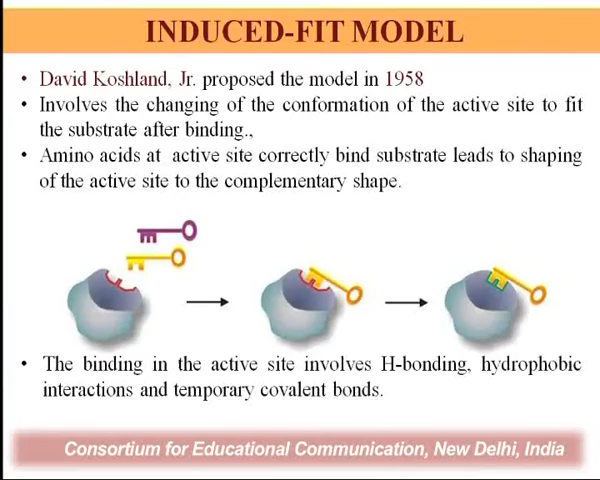 INDUCED-FIT MODEL
• David Koshland, Jr. proposed the model in 1958
• Involves the changing of the conformation of the active site to fit
the substrate after binding.,
• Amino acids at active site correctly bind substrate leads to shaping
of the active site to the complementary shape.
• The binding in the active site involves H-bonding, hydrophobic
interactions and temporary covalent bonds.
Consortium for Educational Communication, New Delhi, India